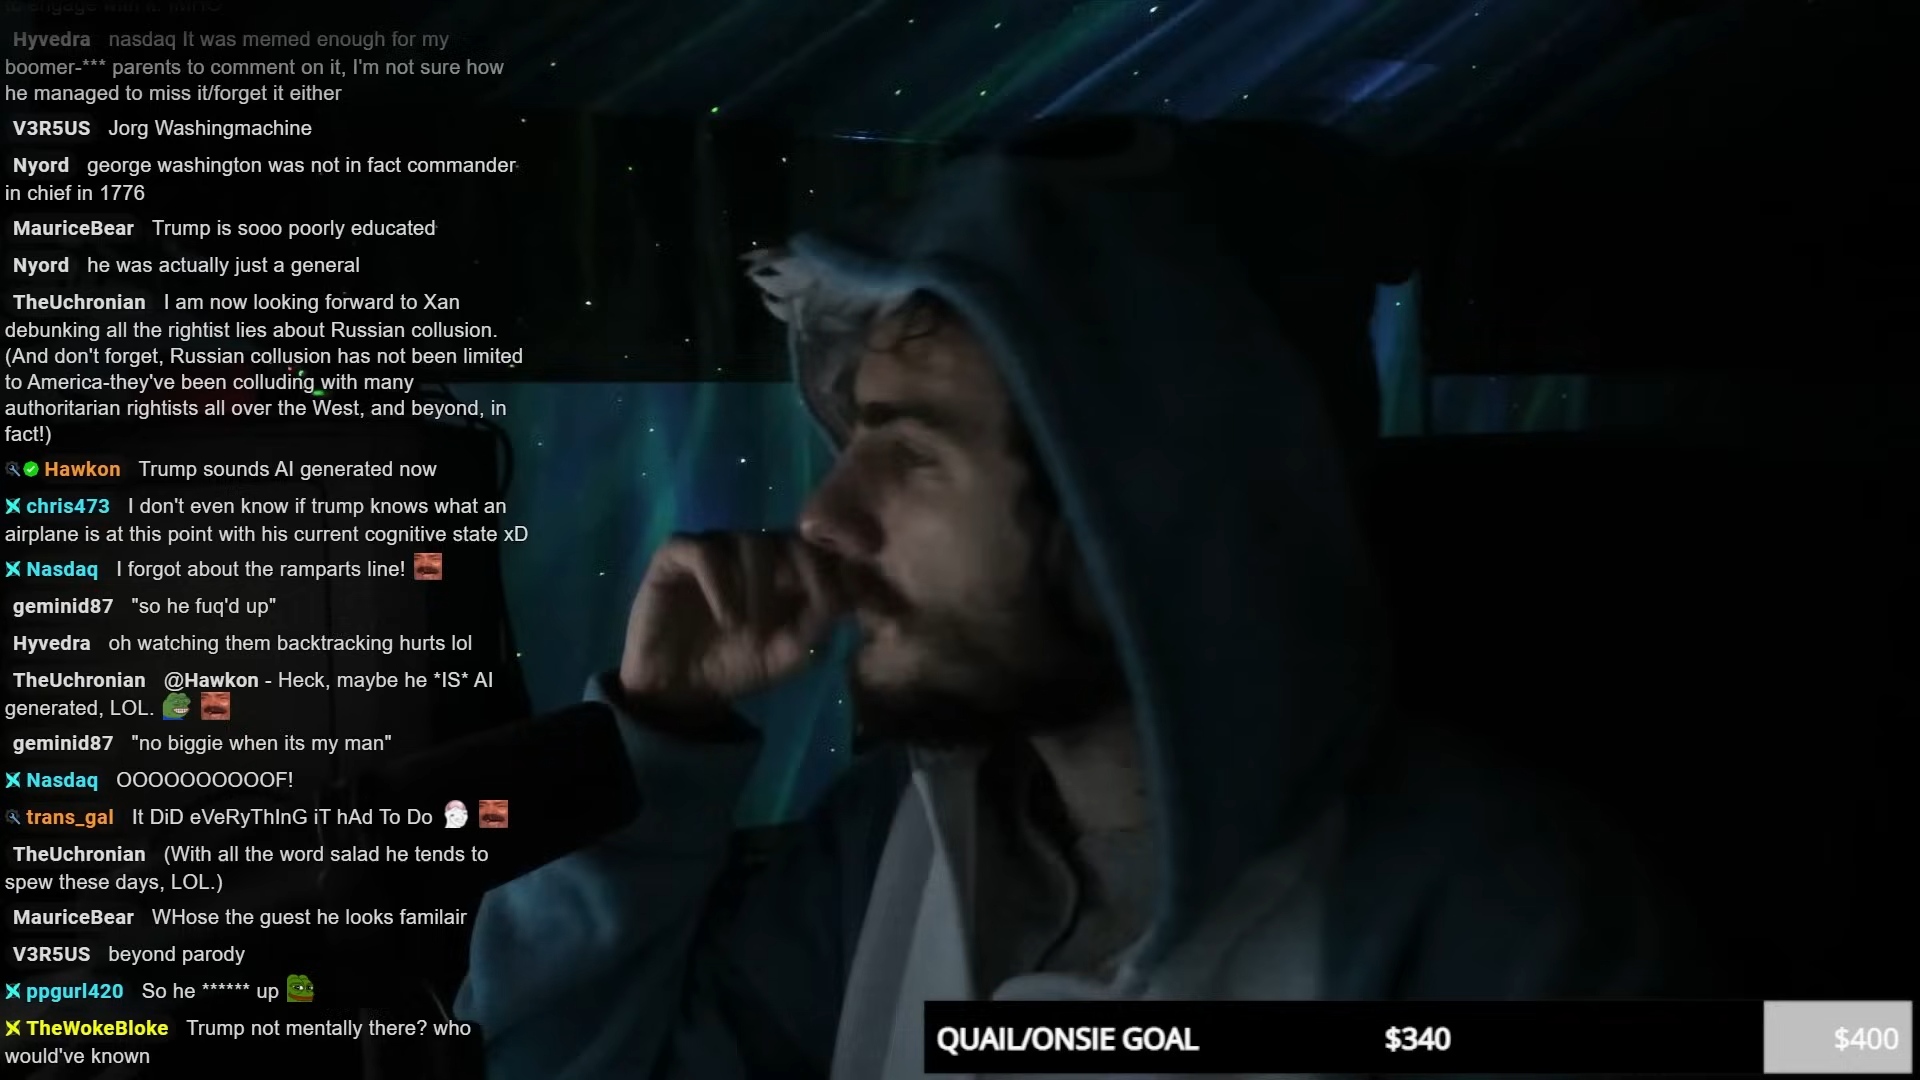 to engage with it. IMHO
Hyvedra nasdaq It was memed enough for my
boomer-*** parents to comment on it, I'm not sure how
he managed to miss it/forget it either
V3R5US Jorg Washingmachine
Nyord george washington was not in fact commander
in chief in 1776
MauriceBear Trump is sooo poorly educated
Nyord he was actually just a general
TheUchronian I am now looking forward to Xan
debunking all the rightist lies about Russian collusion.
(And don't forget, Russian collusion has not been limited
to America-they've been colluding with many
authoritarian rightists all over the West, and beyond, in
fact!)
Hawkon Trump sounds AI generated now
chris473 I don't even know if trump knows what an
airplane is at this point with his current cognitive state xD
Nasdaq I forgot about the ramparts line!
geminid87 "so he fuq'd up"
Hyvedra oh watching them backtracking hurts lol
TheUchronian @Hawkon - Heck, maybe he *IS* AI
generated, LOL.
geminid87 "no biggie when its my man"
Nasdaq OOOOOOOOOOF!
trans_gal It DiD eVeRyThInG iT hAd To Do
TheUchronian (With all the word salad he tends to
spew these days, LOL.)
MauriceBear WHose the guest he looks familair
V3R5US beyond parody
ppgurl420 So he ****** up
TheWokeBloke Trump not mentally there? who
would've known
QUAIL/ONSIE GOAL $340 $400